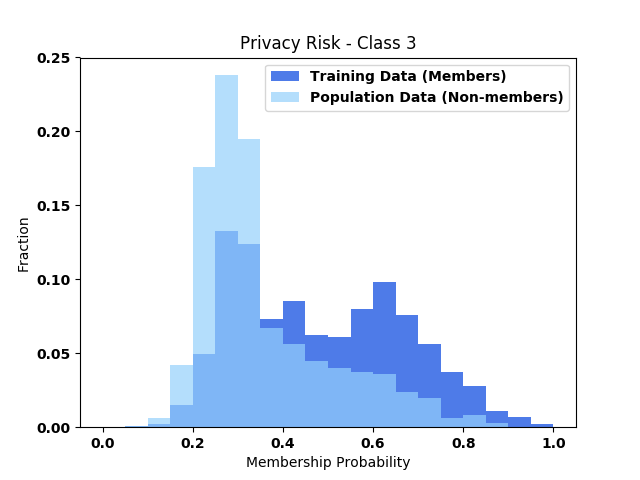 Privacy Risk - Class 3
Training Data (Members)
Population Data (Non-members)
Fraction
0.25
0.20
0.15
0.10
0.05
0.00
0.0 0.2 0.4 0.6 0.8 1.0
Membership Probability